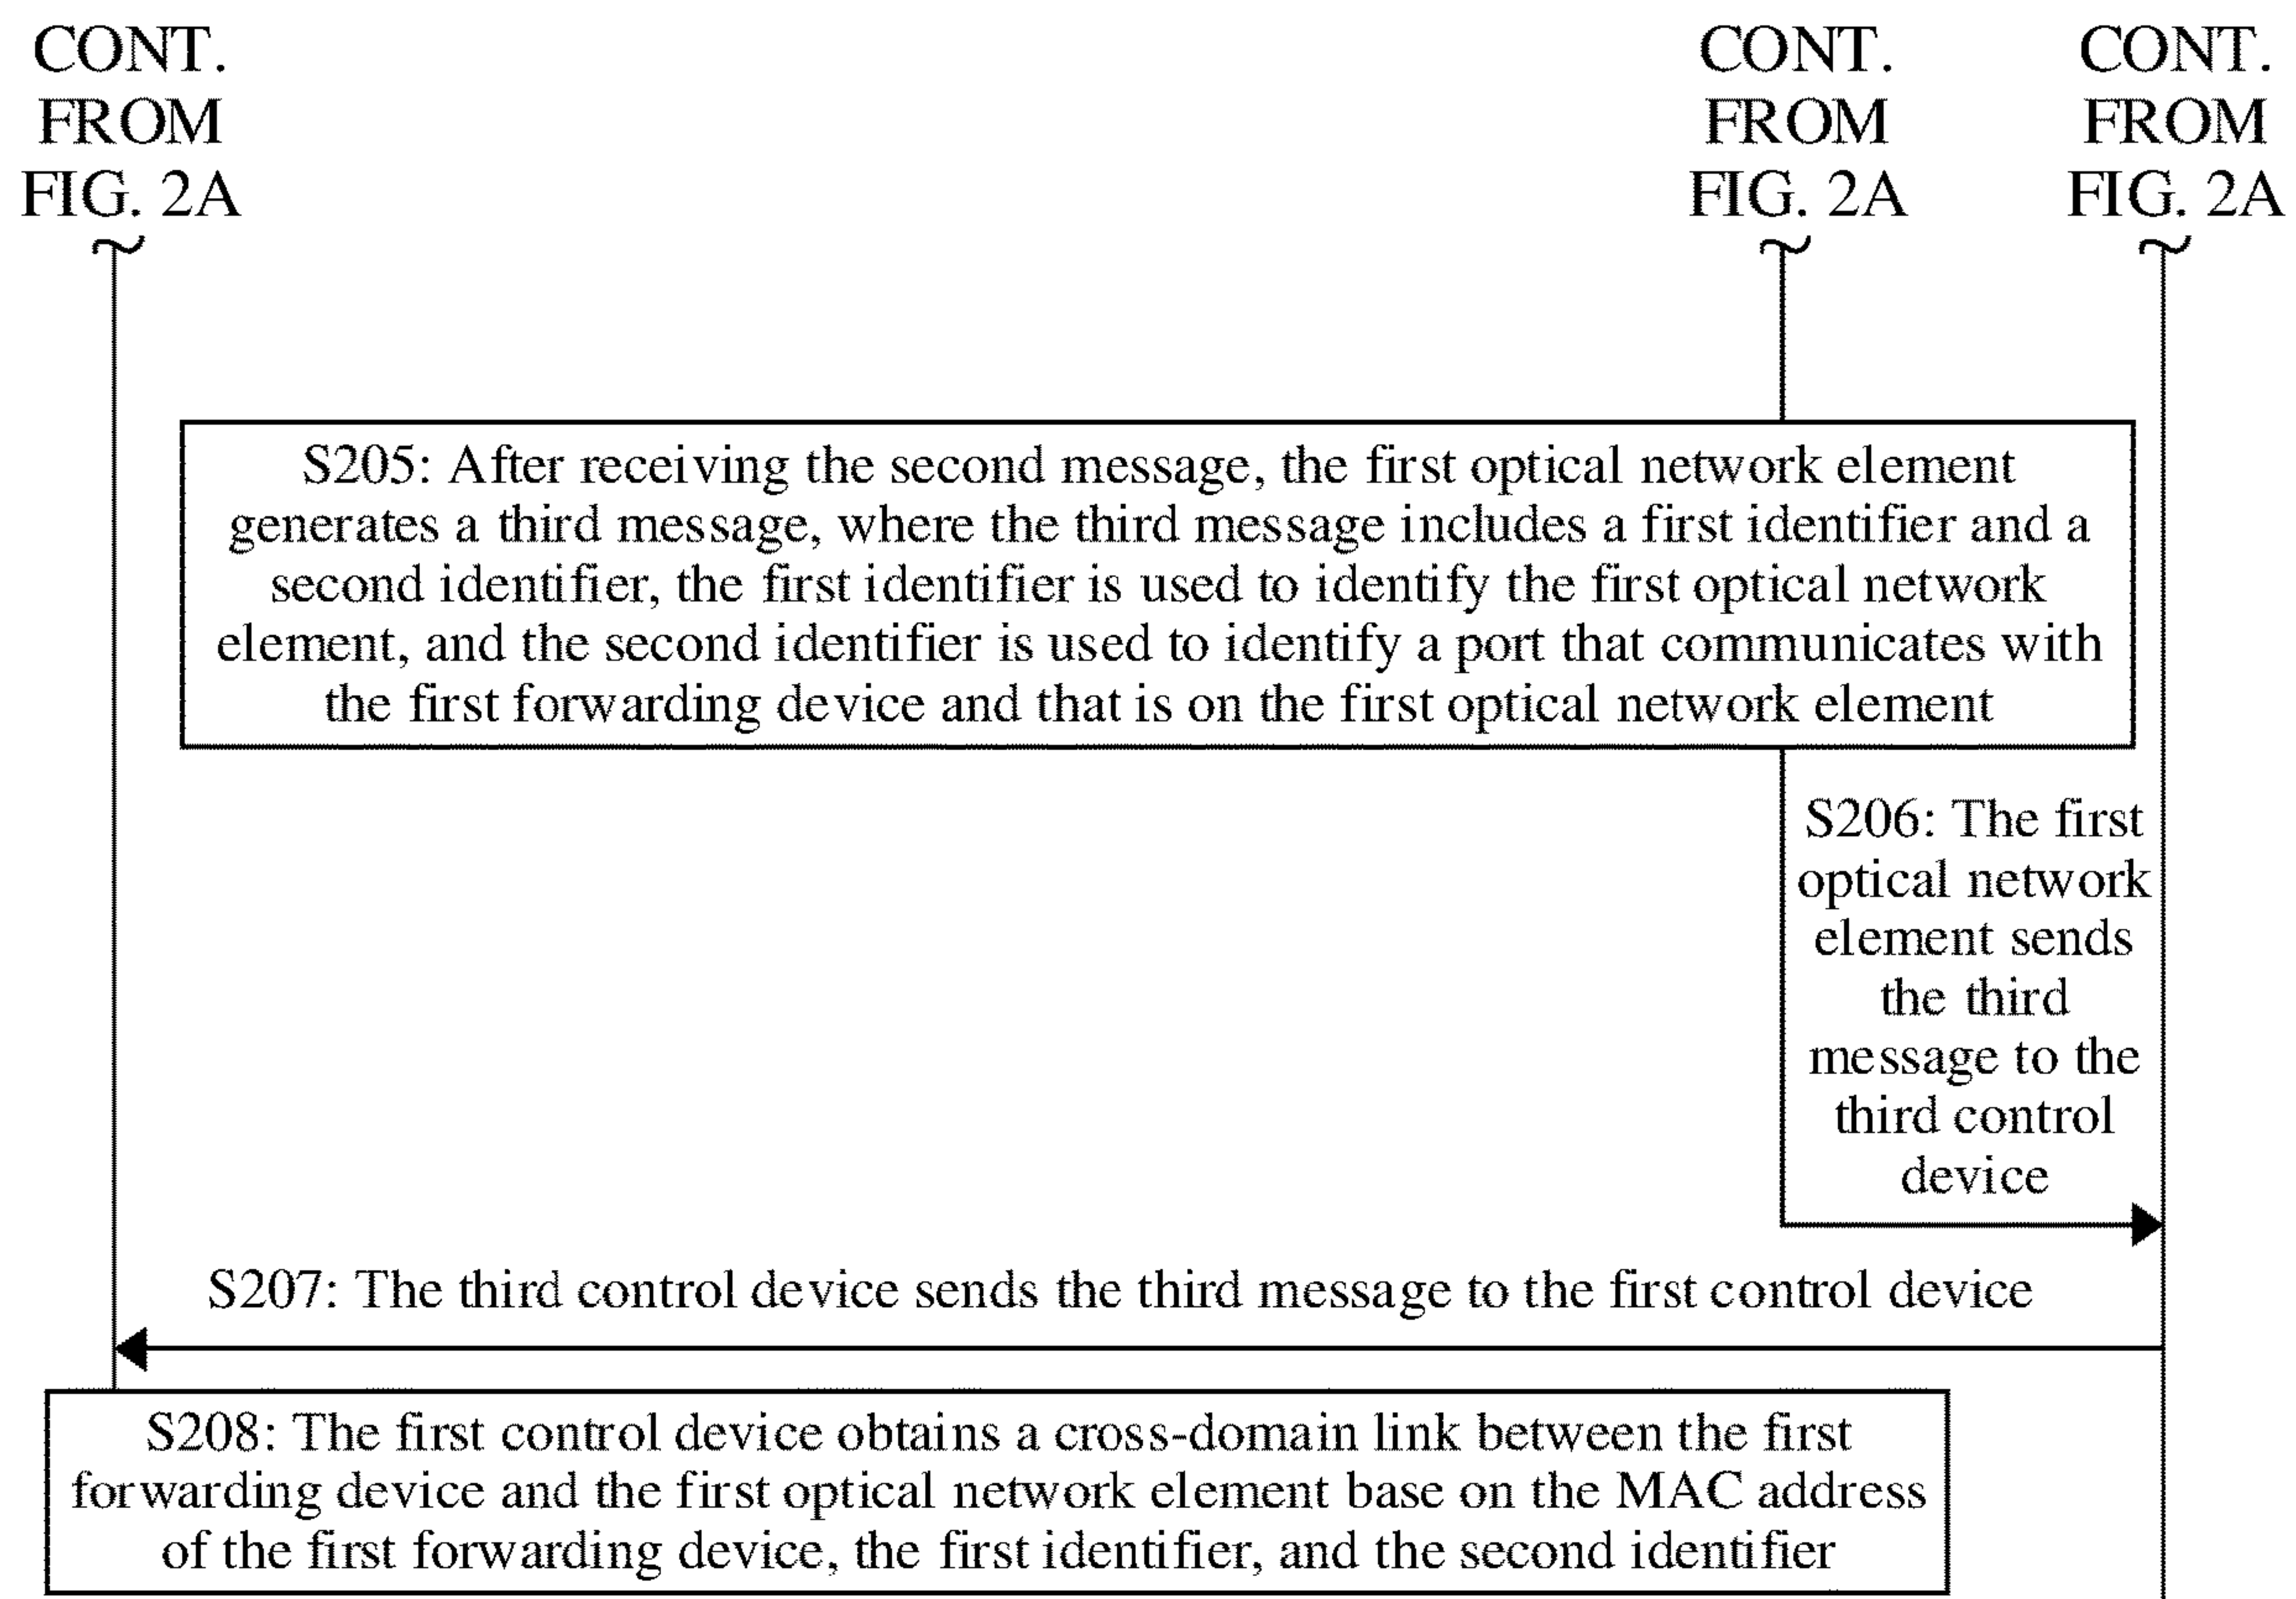 CONT.
FROM
FIG. 2A
CONT.
FROM
FIG. 2A
CONT.
FROM
FIG. 2A
S205: After receiving the second message, the first optical network element
generates a third message, where the third message includes a first identifier and a
second identifier, the first identifier is used to identify the first optical network
element, and the second identifier is used to identify a port that communicates with
the first forwarding device and that is on the first optical network element
S206: The first
optical network
element sends
the third
message to the
third control
device
S207: The third control device sends the third message to the first control device
S208: The first control device obtains a cross-domain link between the first
forwarding device and the first optical network element base on the MAC address
of the first forwarding device, the first identifier, and the second identifier